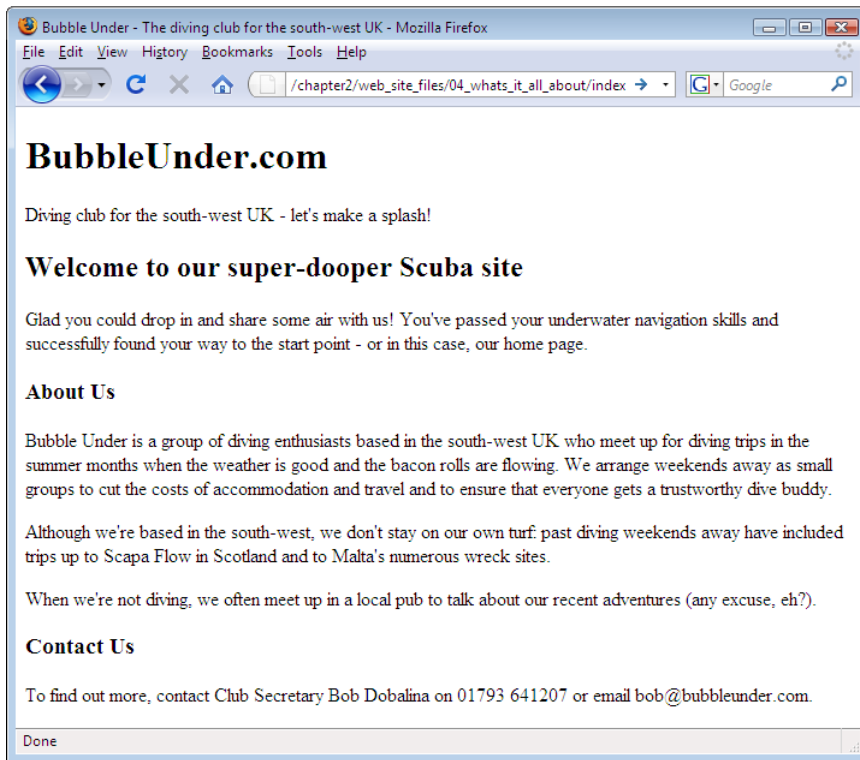 Bubble Under - The diving club for the south-west UK - Mozilla Firefox
File Edit View History Bookmarks Tools Help
/chapter2/web_site_files/04_whats_it_all_about/index G Google
BubbleUnder.com
Diving club for the south-west UK - let's make a splash!
Welcome to our super-dooper Scuba site
Glad you could drop in and share some air with us! You've passed your underwater navigation skills and
successfully found your way to the start point - or in this case, our home page.
About Us
Bubble Under is a group of diving enthusiasts based in the south-west UK who meet up for diving trips in the
summer months when the weather is good and the bacon rolls are flowing. We arrange weekends away as small
groups to cut the costs of accommodation and travel and to ensure that everyone gets a trustworthy dive buddy.
Although we're based in the south-west, we don't stay on our own turf: past diving weekends away have included
trips up to Scapa Flow in Scotland and to Malta's numerous wreck sites.
When we're not diving, we often meet up in a local pub to talk about our recent adventures (any excuse, eh?).
Contact Us
To find out more, contact Club Secretary Bob Dobalina on 01793 641207 or email bob@bubbleunder.com.
Done